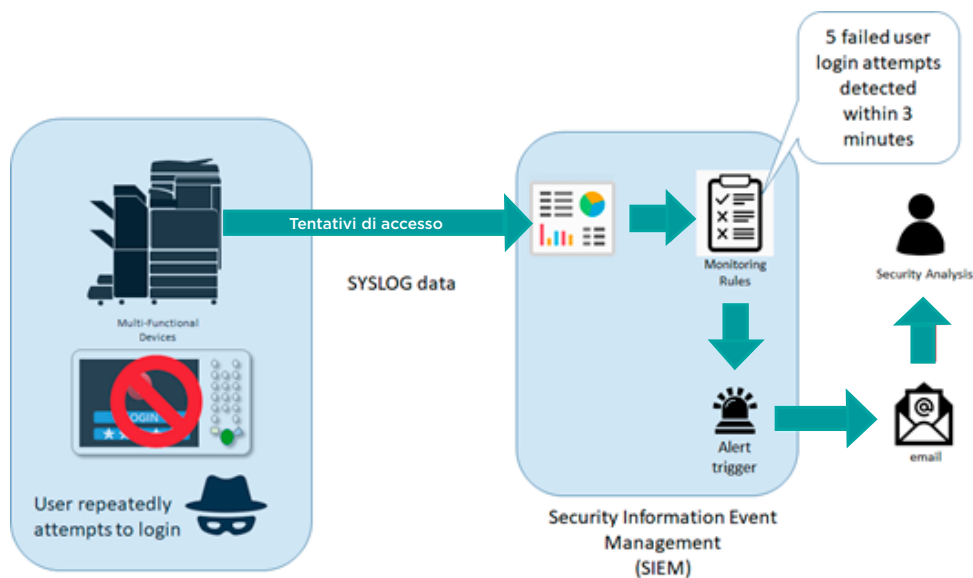 5 failed user
login attempts
detected
within 3
minutes
Tentativi di accesso
SYSLOG data
Multi-Functional
Devices
LOGIN
User repeatedly
attempts to login
Monitoring
Rules
Alert
trigger
Security Analysis
@
email
Security Information Event
Management
(SIEM)